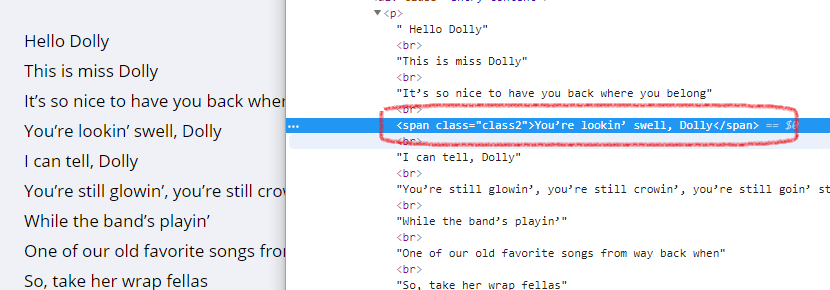 Hello Dolly
This is miss Dolly
It’s so nice to have you back wher
You’re lookin’ swell, Dolly
I can tell, Dolly
You’re still glowin’, you’re still crow
While the band’s playin’
One of our old favorite songs fro
So, take her wrap fellas
▼<p>
" Hello Dolly"
<br>
"This is miss Dolly"
<br>
"It’s so nice to have you back where you belong"
<br>
<span class="class2">You’re lookin’ swell, Dolly</span> == $0
<br>
"I can tell, Dolly"
<br>
"You’re still glowin’, you’re still crowin’, you’re still goin’ st
<br>
"While the band’s playin’"
<br>
"One of our old favorite songs from way back when"
<br>
"So, take her wrap fellas"